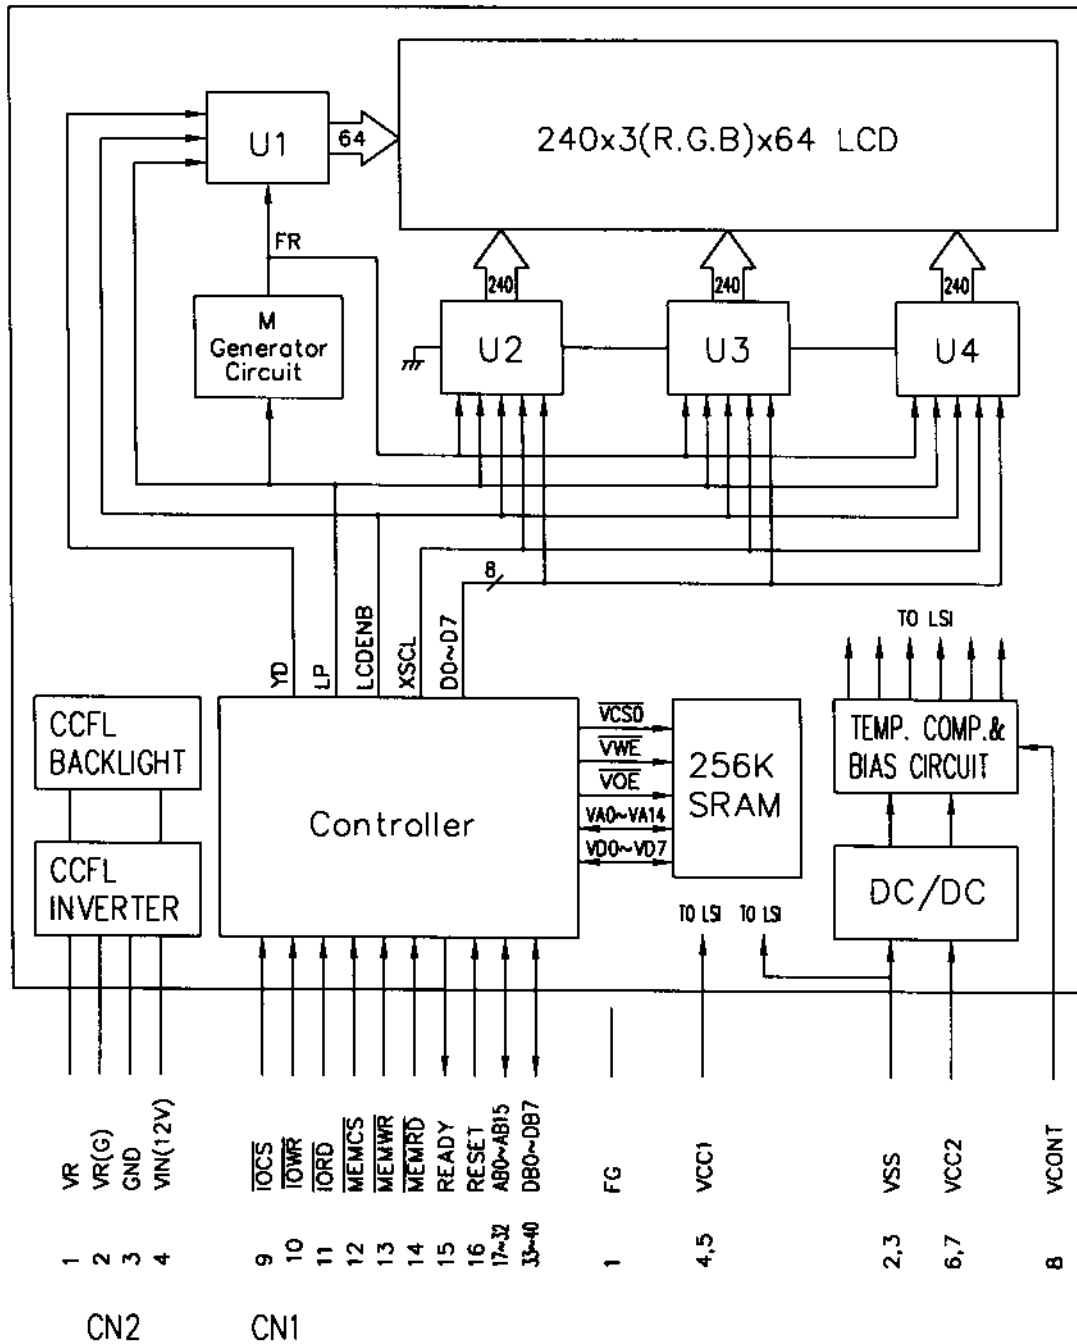 U1
64
240x3(R.G.B)x64 LCD
FR
240
240
240
M
Generator
Circuit
U2
U3
U4
8
YD
LP
LCDENB
XSCL
D0~D7
TO LSI
CCFL
BACKLIGHT
CCFL
INVERTER
Controller
VCS0
VWE
VOE
VA0~VA14
VD0~VD7
256K
SRAM
TEMP. COMP.&
BIAS CIRCUIT
DC/DC
TO LSI
TO LSI
VR
VR(G)
GND
VIN(12V)
IOCS
IOWR
IORD
MEMCS
MEMWR
MEMRD
READY
RESET
AB0~AB15
DB0~DB7
FG
VCC1
VSS
VCC2
VCONT
1
2
3
4
9
10
11
12
13
14
15
16
17~32
33~40
1
4,5
2,3
6,7
8
CN2
CN1